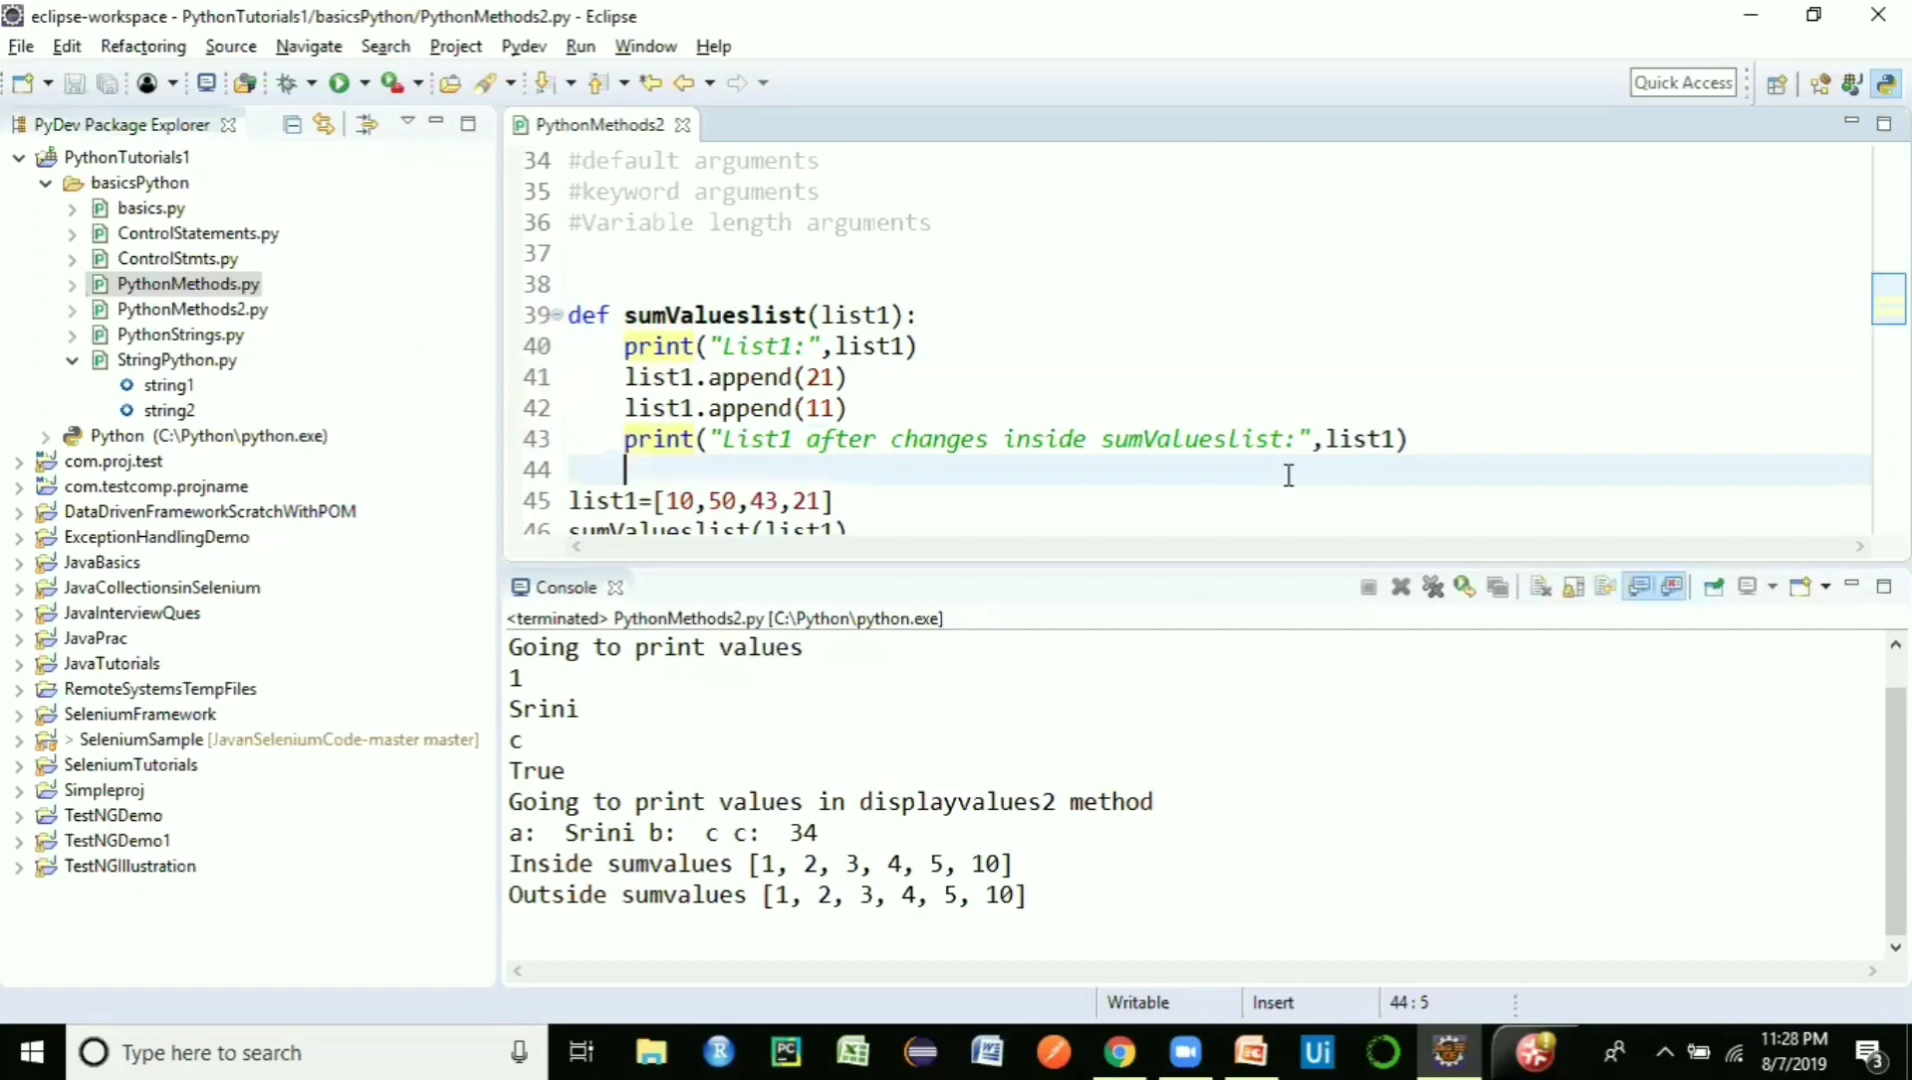 eclipse-workspace - PythonTutorials1/basicsPython/PythonMethods2.py - Eclipse
File Edit Refactoring Source Navigate Search Project Pydev Run Window Help
Quick Access
PyDev Package Explorer
PythonTutorials1
basicsPython
basics.py
ControlStatements.py
ControlStmts.py
PythonMethods.py
PythonMethods2.py
PythonStrings.py
StringPython.py
string1
string2
Python (C:\Python\python.exe)
com.proj.test
com.testcomp.projname
DataDrivenFrameworkScratchWithPOM
ExceptionHandlingDemo
JavaBasics
JavaCollectionsinSelenium
JavaInterviewQues
JavaPrac
JavaTutorials
RemoteSystemsTempFiles
SeleniumFramework
> SeleniumSample [JavanSeleniumCode-master master]
SeleniumTutorials
Simpleproj
TestNGDemo
TestNGDemo1
TestNGIllustration
PythonMethods2
34 #default arguments
35 #keyword arguments
36 #Variable length arguments
37
38
39 def sumValueslist(list1):
40 print("List1:",list1)
41 list1.append(21)
42 list1.append(11)
43 print("List1 after changes inside sumValueslist:",list1)
44
45 list1=[10,50,43,21]
46 sumValueslist(list1)
Console
<terminated> PythonMethods2.py [C:\Python\python.exe]
Going to print values
1
Srini
c
True
Going to print values in displayvalues2 method
a:  Srini b:  c c:  34
Inside sumvalues [1, 2, 3, 4, 5, 10]
Outside sumvalues [1, 2, 3, 4, 5, 10]
Writable Insert 44 : 5
Type here to search
R
PC
Ui
11:28 PM
8/7/2019
3